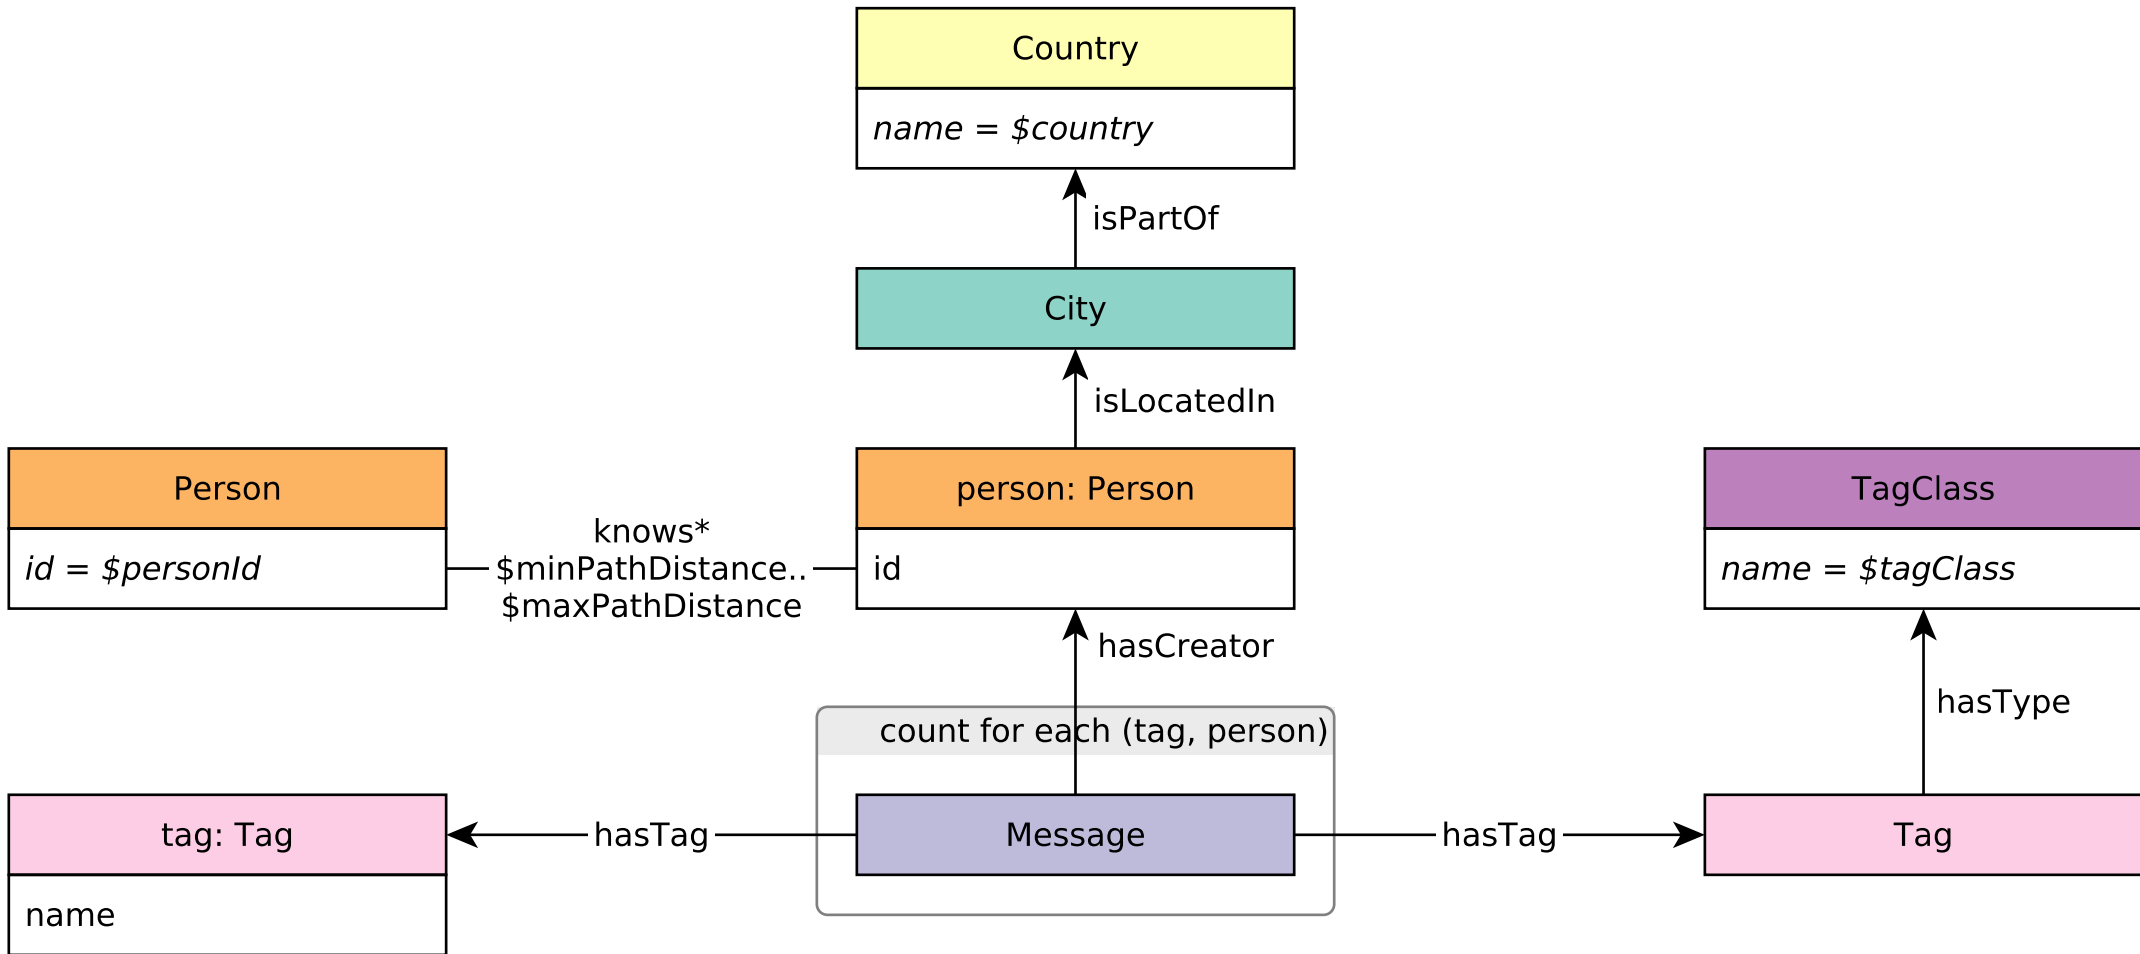 Country
name = $country
isPartOf
City
isLocatedIn
Person
id = $personId
knows*
$minPathDistance..
$maxPathDistance
person: Person
id
TagClass
name = $tagClass
hasCreator
hasType
count for each (tag, person)
tag: Tag
name
hasTag
Message
hasTag
Tag